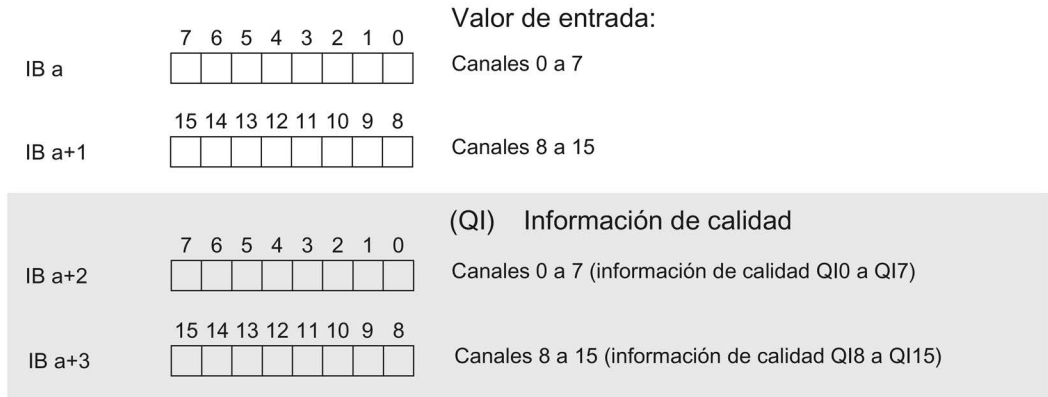 Valor de entrada:
7 6 5 4 3 2 1 0
IB a
Canales 0 a 7
15 14 13 12 11 10 9 8
IB a+1
Canales 8 a 15
(QI) Información de calidad
7 6 5 4 3 2 1 0
IB a+2
Canales 0 a 7 (información de calidad QI0 a QI7)
15 14 13 12 11 10 9 8
IB a+3
Canales 8 a 15 (información de calidad QI8 a QI15)